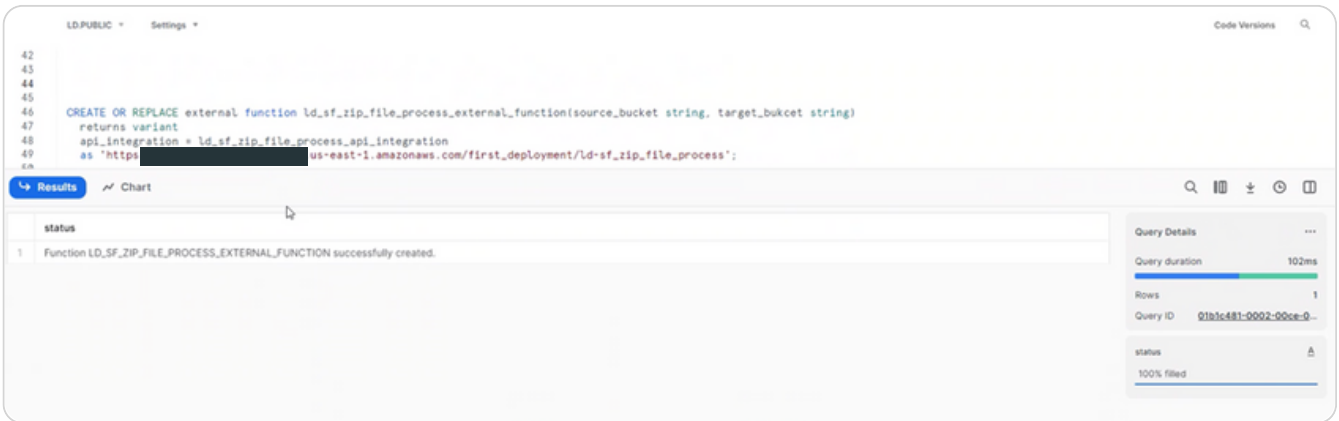 LD.PUBLIC Settings Code Versions
42
43
44
45
46 CREATE OR REPLACE external function ld_sf_zip_file_process_external_function(source_bucket string, target_bukcet string)
47 returns variant
48 api_integration = ld_sf_zip_file_process_api_integration
49 as 'https us-east-1.amazonaws.com/first_deployment/ld-sf_zip_file_process';
50
Results Chart
status
1 Function LD_SF_ZIP_FILE_PROCESS_EXTERNAL_FUNCTION successfully created.
Query Details ...
Query duration 102ms
Rows 1
Query ID 01b1c481-0002-00ce-0...
status A
100% filled